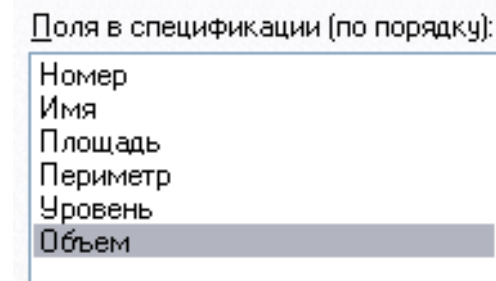 Поля в спецификации (по порядку):
Номер
Имя
Площадь
Периметр
Уровень
Объем